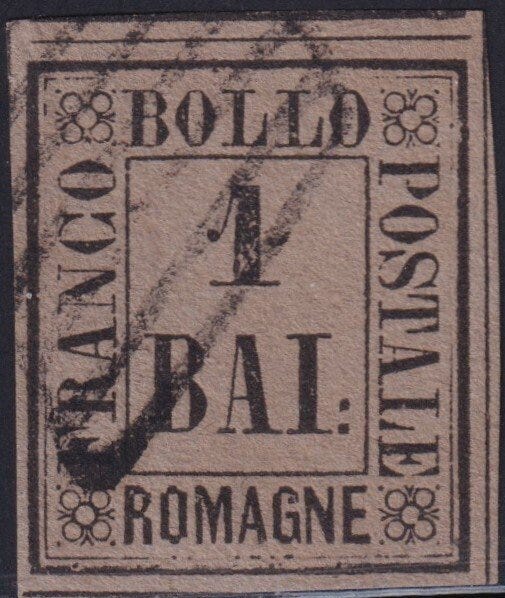 BOLLO
FRANCO
POSTALE
1
BAI:
ROMAGNE